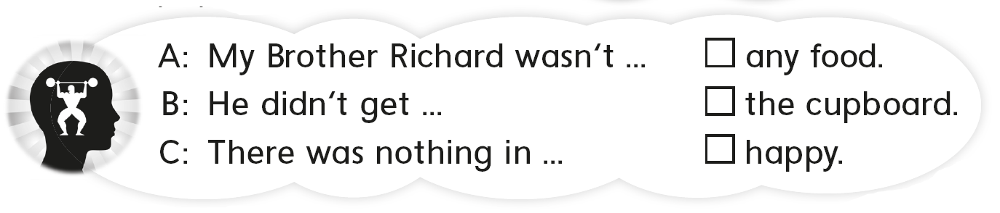 A: My Brother Richard wasn‘t ... any food.
B: He didn‘t get ... the cupboard.
C: There was nothing in ... happy.